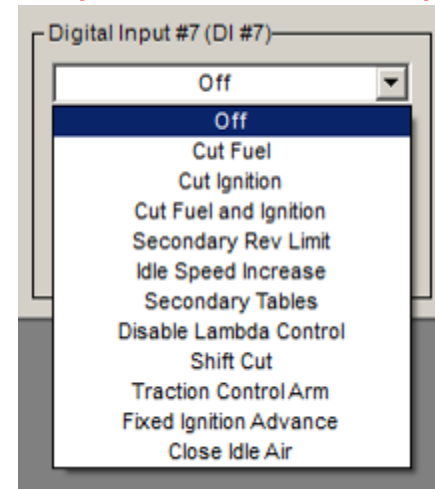 Digital Input #7 (DI #7)
Off
Off
Cut Fuel
Cut Ignition
Cut Fuel and Ignition
Secondary Rev Limit
Idle Speed Increase
Secondary Tables
Disable Lambda Control
Shift Cut
Traction Control Arm
Fixed Ignition Advance
Close Idle Air